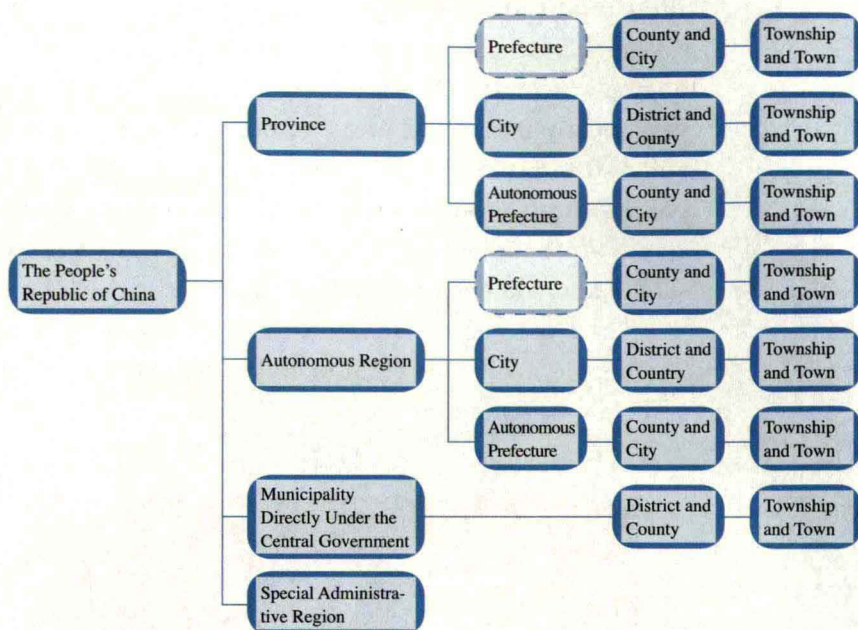 Prefecture
County and
City
Township
and Town
Province
City
District and
County
Township
and Town
Autonomous
Prefecture
County and
City
Township
and Town
The People's
Republic of China
Prefecture
County and
City
Township
and Town
Autonomous Region
City
District and
Country
Township
and Town
Autonomous
Prefecture
County and
City
Township
and Town
Municipality
Directly Under the
Central Government
District and
County
Township
and Town
Special Administra-
tive Region